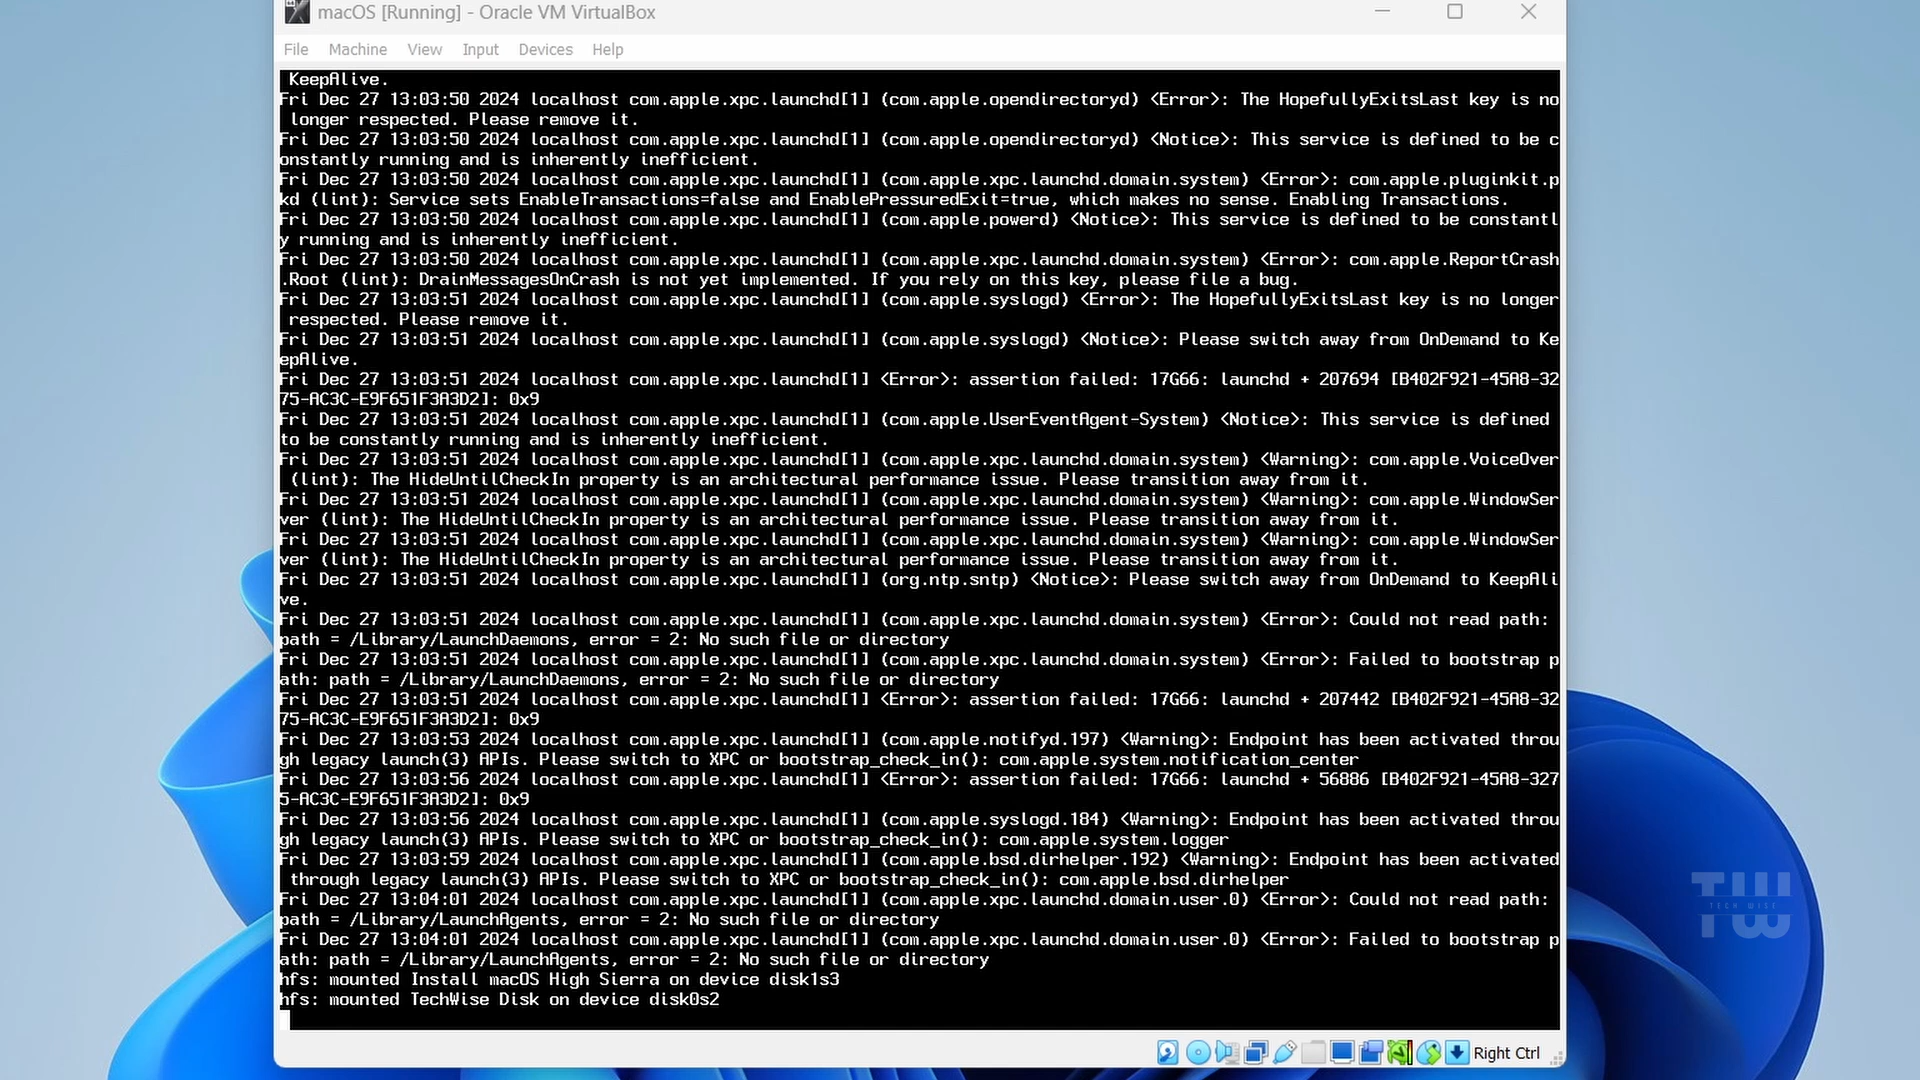 macOS [Running] - Oracle VM VirtualBox
File Machine View Input Devices Help
KeepAlive.
Fri Dec 27 13:03:50 2024 localhost com.apple.xpc.launchd[1] (com.apple.opendirectoryd) <Error>: The HopefullyExitsLast key is no
longer respected. Please remove it.
Fri Dec 27 13:03:50 2024 localhost com.apple.xpc.launchd[1] (com.apple.opendirectoryd) <Notice>: This service is defined to be c
onstantly running and is inherently inefficient.
Fri Dec 27 13:03:50 2024 localhost com.apple.xpc.launchd[1] (com.apple.xpc.launchd.domain.system) <Error>: com.apple.pluginkit.p
kd (lint): Service sets EnableTransactions=false and EnablePressuredExit=true, which makes no sense. Enabling Transactions.
Fri Dec 27 13:03:50 2024 localhost com.apple.xpc.launchd[1] (com.apple.powerd) <Notice>: This service is defined to be constantl
y running and is inherently inefficient.
Fri Dec 27 13:03:50 2024 localhost com.apple.xpc.launchd[1] (com.apple.xpc.launchd.domain.system) <Error>: com.apple.ReportCrash
.Root (lint): DrainMessagesOnCrash is not yet implemented. If you rely on this key, please file a bug.
Fri Dec 27 13:03:51 2024 localhost com.apple.xpc.launchd[1] (com.apple.syslogd) <Error>: The HopefullyExitsLast key is no longer
respected. Please remove it.
Fri Dec 27 13:03:51 2024 localhost com.apple.xpc.launchd[1] (com.apple.syslogd) <Notice>: Please switch away from OnDemand to Ke
epAlive.
Fri Dec 27 13:03:51 2024 localhost com.apple.xpc.launchd[1] <Error>: assertion failed: 17G66: launchd + 207694 [B402F921-45A8-32
75-AC3C-E9F651F3A3D2]: 0x9
Fri Dec 27 13:03:51 2024 localhost com.apple.xpc.launchd[1] (com.apple.UserEventAgent-System) <Notice>: This service is defined
to be constantly running and is inherently inefficient.
Fri Dec 27 13:03:51 2024 localhost com.apple.xpc.launchd[1] (com.apple.xpc.launchd.domain.system) <Warning>: com.apple.VoiceOver
(lint): The HideUntilCheckIn property is an architectural performance issue. Please transition away from it.
Fri Dec 27 13:03:51 2024 localhost com.apple.xpc.launchd[1] (com.apple.xpc.launchd.domain.system) <Warning>: com.apple.WindowSer
ver (lint): The HideUntilCheckIn property is an architectural performance issue. Please transition away from it.
Fri Dec 27 13:03:51 2024 localhost com.apple.xpc.launchd[1] (com.apple.xpc.launchd.domain.system) <Warning>: com.apple.WindowSer
ver (lint): The HideUntilCheckIn property is an architectural performance issue. Please transition away from it.
Fri Dec 27 13:03:51 2024 localhost com.apple.xpc.launchd[1] (org.ntp.sntp) <Notice>: Please switch away from OnDemand to KeepAli
ve.
Fri Dec 27 13:03:51 2024 localhost com.apple.xpc.launchd[1] (com.apple.xpc.launchd.domain.system) <Error>: Could not read path:
path = /Library/LaunchDaemons, error = 2: No such file or directory
Fri Dec 27 13:03:51 2024 localhost com.apple.xpc.launchd[1] (com.apple.xpc.launchd.domain.system) <Error>: Failed to bootstrap p
ath: path = /Library/LaunchDaemons, error = 2: No such file or directory
Fri Dec 27 13:03:51 2024 localhost com.apple.xpc.launchd[1] <Error>: assertion failed: 17G66: launchd + 207442 [B402F921-45A8-32
75-AC3C-E9F651F3A3D2]: 0x9
Fri Dec 27 13:03:53 2024 localhost com.apple.xpc.launchd[1] (com.apple.notifyd.197) <Warning>: Endpoint has been activated throu
gh legacy launch(3) APIs. Please switch to XPC or bootstrap_check_in(): com.apple.system.notification_center
Fri Dec 27 13:03:56 2024 localhost com.apple.xpc.launchd[1] <Error>: assertion failed: 17G66: launchd + 56886 [B402F921-45A8-327
5-AC3C-E9F651F3A3D2]: 0x9
Fri Dec 27 13:03:56 2024 localhost com.apple.xpc.launchd[1] (com.apple.syslogd.184) <Warning>: Endpoint has been activated throu
gh legacy launch(3) APIs. Please switch to XPC or bootstrap_check_in(): com.apple.system.logger
Fri Dec 27 13:03:59 2024 localhost com.apple.xpc.launchd[1] (com.apple.bsd.dirhelper.192) <Warning>: Endpoint has been activated
through legacy launch(3) APIs. Please switch to XPC or bootstrap_check_in(): com.apple.bsd.dirhelper
Fri Dec 27 13:04:01 2024 localhost com.apple.xpc.launchd[1] (com.apple.xpc.launchd.domain.user.0) <Error>: Could not read path:
path = /Library/LaunchAgents, error = 2: No such file or directory
Fri Dec 27 13:04:01 2024 localhost com.apple.xpc.launchd[1] (com.apple.xpc.launchd.domain.user.0) <Error>: Failed to bootstrap p
ath: path = /Library/LaunchAgents, error = 2: No such file or directory
hfs: mounted Install macOS High Sierra on device disk1s3
hfs: mounted TechWise Disk on device disk0s2
TW
TECH WISE
Right Ctrl